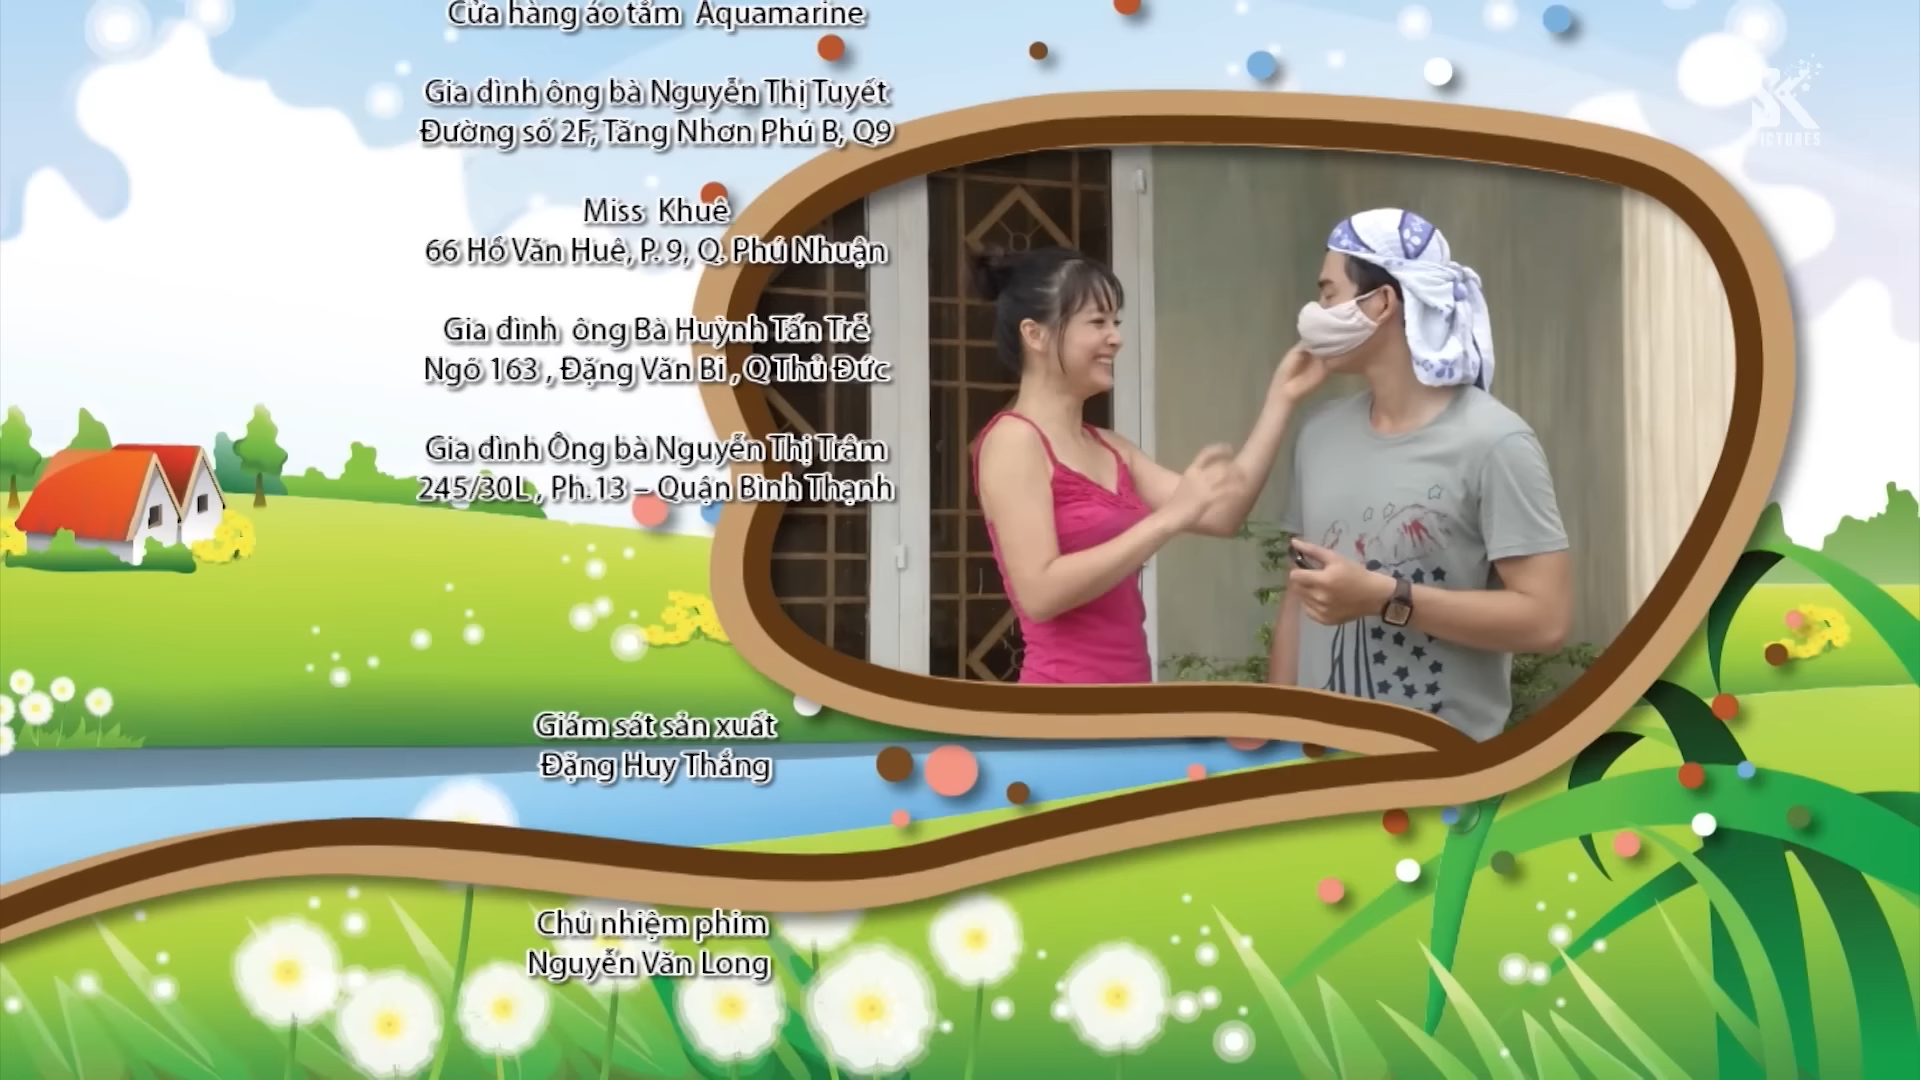 Cửa hàng áo tắm Aquamarine
Gia đình ông bà Nguyễn Thị Tuyết
Đường số 2F, Tăng Nhơn Phú B, Q9
Miss Khuê
66 Hồ Văn Huê, P. 9, Q. Phú Nhuận
Gia đình ông Bà Huỳnh Tấn Trễ
Ngõ 163 , Đặng Văn Bi , Q Thủ Đức
Gia đình Ông bà Nguyễn Thị Trâm
245/30L , Ph.13 – Quận Bình Thạnh
Giám sát sản xuất
Đặng Huy Thắng
Chủ nhiệm phim
Nguyễn Văn Long
SK
PICTURES